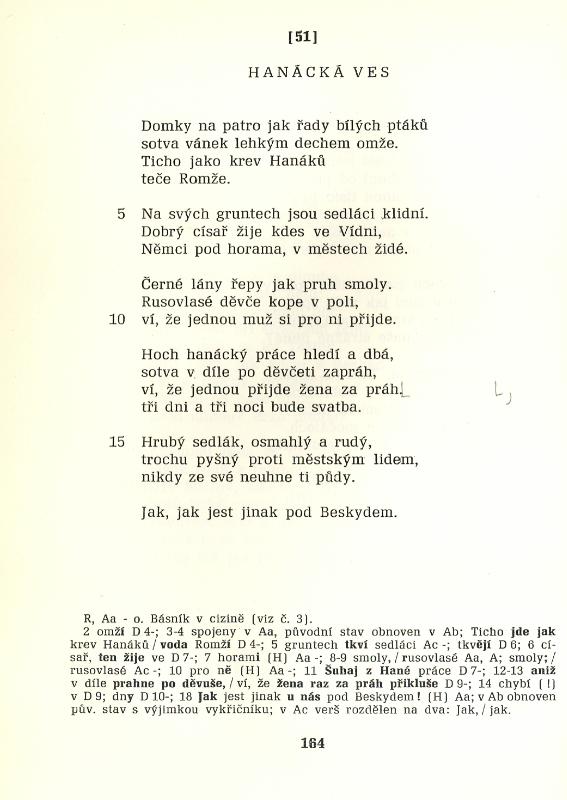 [51]
HANÁCKÁ VES
Domky na patro jak řady bílých ptáků
sotva vánek lehkým dechem omže.
Ticho jako krev Hanáků
teče Romže.
5 Na svých gruntech jsou sedláci klidní.
Dobrý císař žije kdes ve Vídni,
Němci pod horama, v městech židé.
Černé lány řepy jak pruh smoly.
Rusovlasé děvče kope v poli,
10 ví, že jednou muž si pro ni přijde.
Hoch hanácký práce hledí a dbá,
sotva v díle po děvčeti zapráh,
ví, že jednou přijde žena za práh.
tři dni a tři noci bude svatba.
15 Hrubý sedlák, osmahlý a rudý,
trochu pyšný proti městským lidem,
nikdy ze své neuhne ti půdy.
Jak, jak jest jinak pod Beskydem.
R, Aa - o. Básník v cizině (viz č. 3).
2 omží D 4-; 3-4 spojeny v Aa, původní stav obnoven v Ab; Ticho jde jak
krev Hanáků / voda Romží D 4-; 5 gruntech tkví sedláci Ac -; tkvějí D 6; 6 cí-
sař, ten žije ve D 7-; 7 horami (H) Aa -; 8-9 smoly, / rusovlasé Aa, A; smoly; /
rusovlasé Ac -; 10 pro ně (H) Aa -; 11 Šuhaj z Hané práce D 7-; 12-13 aniž
v díle prahne po děvuše, / ví, že žena raz za práh přikluše D 9-; 14 chybí (!)
v D 9; dny D 10-; 18 Jak jest jinak u nás pod Beskydem! (H) Aa; v Ab obnoven
pův. stav s výjimkou vykřičníku; v Ac verš rozdělen na dva: Jak, / jak.
164